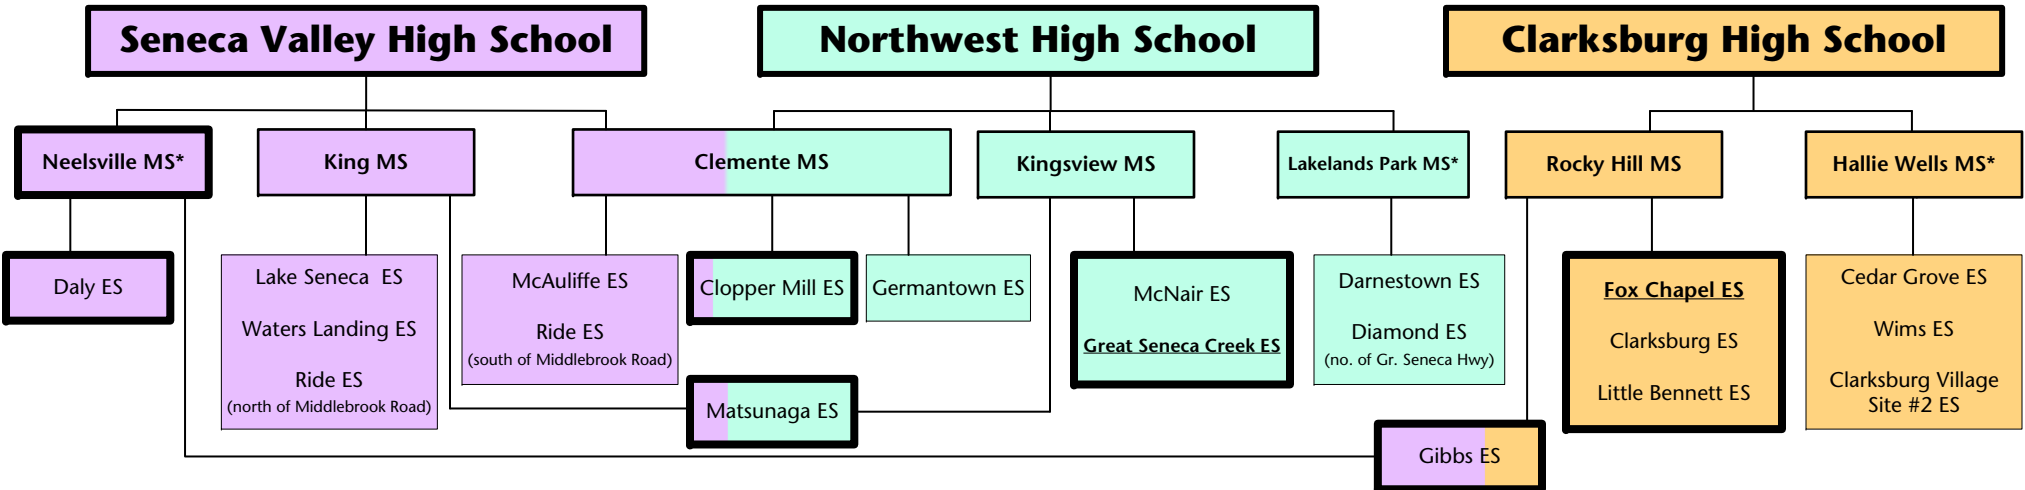 Seneca Valley High School
Northwest High School
Clarksburg High School
Neelsville MS*
King MS
Clemente MS
Kingsview MS
Lakelands Park MS*
Rocky Hill MS
Hallie Wells MS*
Daly ES
Lake Seneca ES
Waters Landing ES
Ride ES
(north of Middlebrook Road)
McAuliffe ES
Ride ES
(south of Middlebrook Road)
Clopper Mill ES
Germantown ES
Matsunaga ES
McNair ES
Great Seneca Creek ES
Darnestown ES
Diamond ES
(no. of Gr. Seneca Hwy)
Gibbs ES
Fox Chapel ES
Clarksburg ES
Little Bennett ES
Cedar Grove ES
Wims ES
Clarksburg Village
Site #2 ES